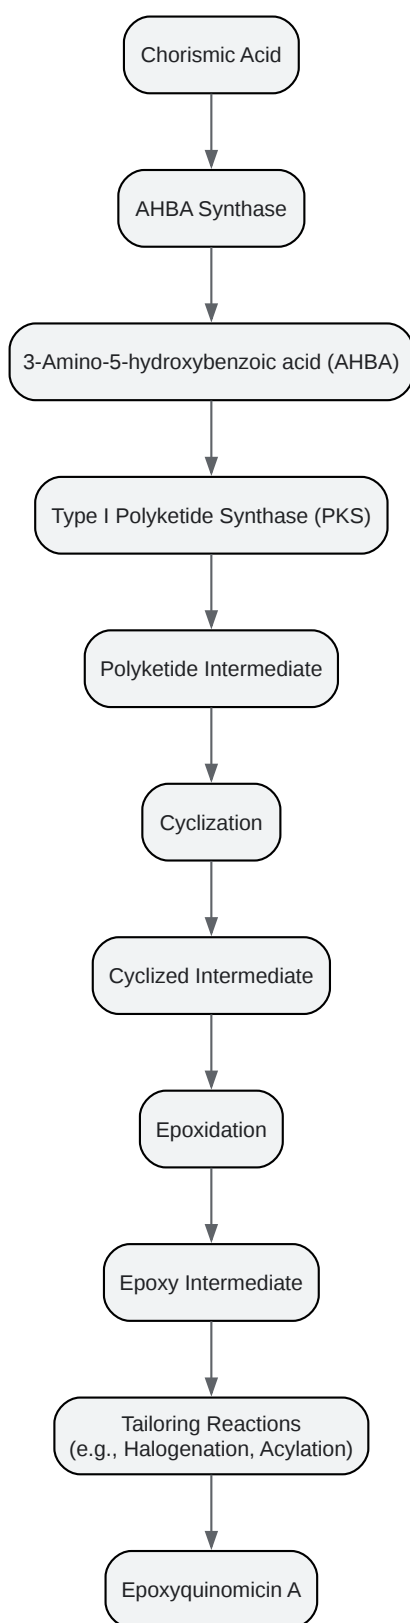 Chorismic Acid
AHBA Synthase
3-Amino-5-hydroxybenzoic acid (AHBA)
Type I Polyketide Synthase (PKS)
Polyketide Intermediate
Cyclization
Cyclized Intermediate
Epoxidation
Epoxy Intermediate
Tailoring Reactions
(e.g., Halogenation, Acylation)
Epoxyquinomicin A